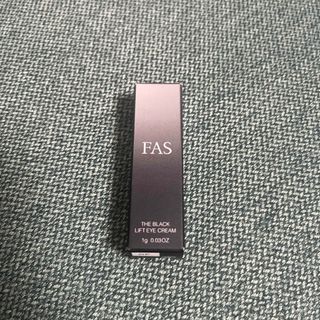 FAS
THE BLACK
LIFT EYE CREAM
1g 0.03OZ